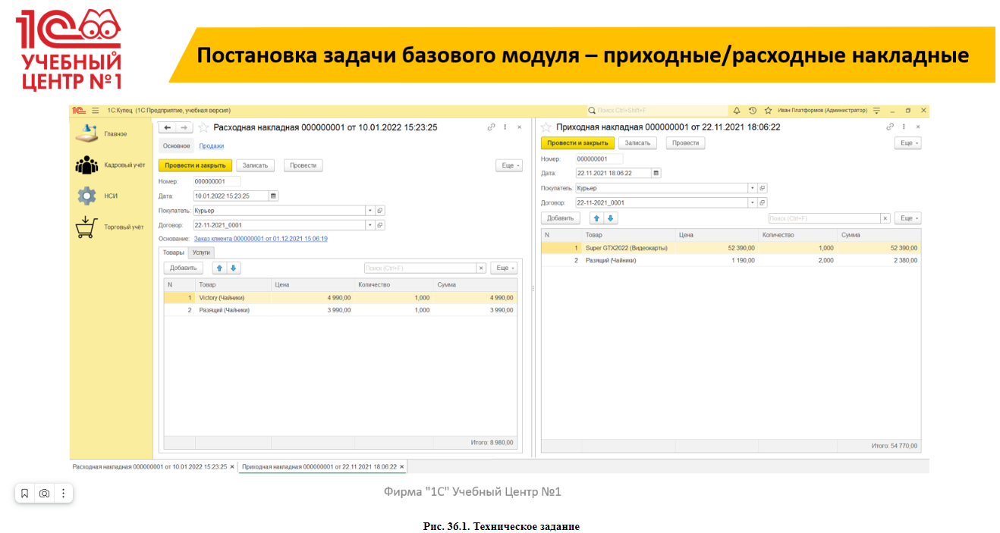 1С
УЧЕБНЫЙ
ЦЕНТР №1
Постановка задачи базового модуля – приходные/расходные накладные
1С:Купец (1С:Предприятие, учебная версия)
Поиск Ctrl+Shift+F
Иван Платформов (Администратор)
Главное
Кадровый учёт
НСИ
Торговый учёт
Расходная накладная 000000001 от 10.01.2022 15:23:25
Основное Продажи
Провести и закрыть Записать Провести Еще
Номер: 000000001
Дата: 10.01.2022 15:23:25
Покупатель: Курьер
Договор: 22-11-2021_0001
Основание: Заказ клиента 000000001 от 01.12.2021 15:06:19
Товары Услуги
Добавить Поиск (Ctrl+F) × Еще
N Товар Цена Количество Сумма
1 Victory (Чайники) 4 990,00 1,000 4 990,00
2 Разящий (Чайники) 3 990,00 1,000 3 990,00
Итого: 8 980,00
Приходная накладная 000000001 от 22.11.2021 18:06:22
Провести и закрыть Записать Провести Еще
Номер: 000000001
Дата: 22.11.2021 18:06:22
Покупатель: Курьер
Договор: 22-11-2021_0001
Добавить Поиск (Ctrl+F) × Еще
N Товар Цена Количество Сумма
1 Super GTX2022 (Видеокарты) 52 390,00 1,000 52 390,00
2 Разящий (Чайники) 1 190,00 2,000 2 380,00
Итого: 54 770,00
Расходная накладная 000000001 от 10.01.2022 15:23:25 × Приходная накладная 000000001 от 22.11.2021 18:06:22 ×
Фирма "1С" Учебный Центр №1
Рис. 36.1. Техническое задание